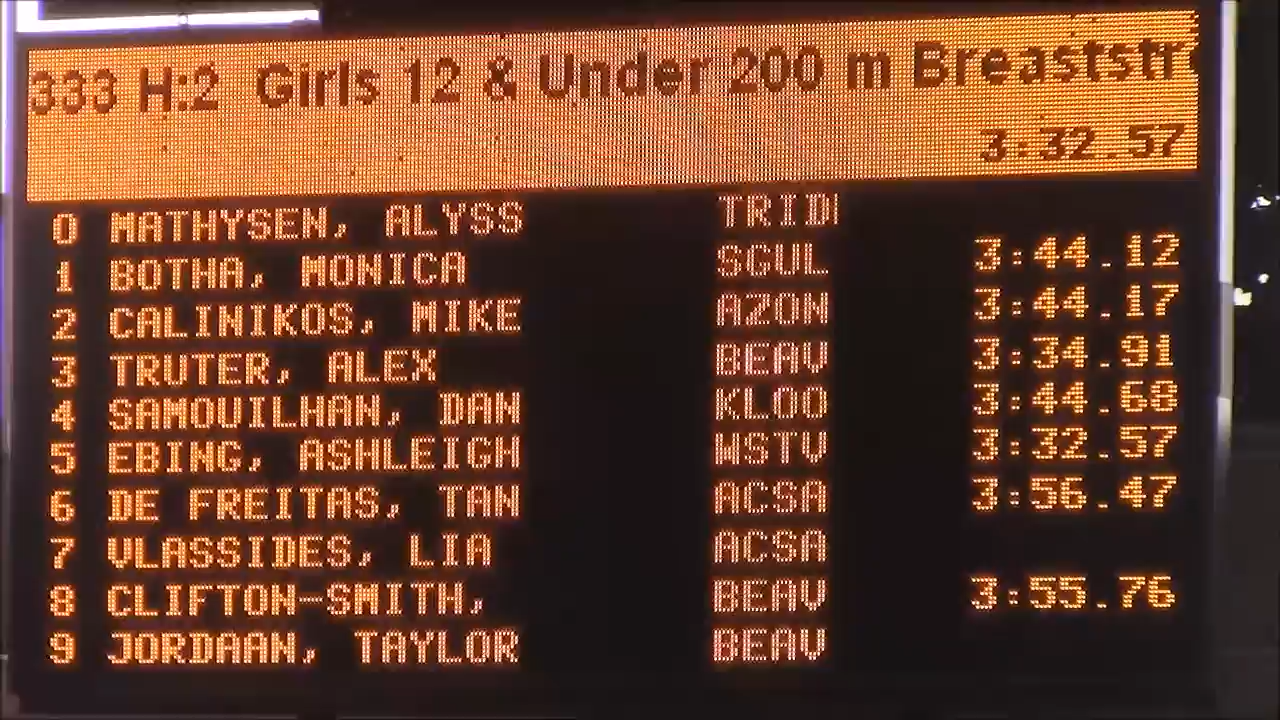 333 H:2 Girls 12 & Under 200 m Breaststr
3:32.57
0 MATHYSEN, ALYSS TRID
1 BOTHA, MONICA SGUL 3:44.12
2 CALINIKOS, MIKE AZON 3:44.17
3 TRUTER, ALEX BEAV 3:34.91
4 SAMOUILHAN, DAN KLOO 3:44.68
5 EBING, ASHLEIGH WSTV 3:32.57
6 DE FREITAS, TAN ACSA 3:56.47
7 VLASSIDES, LIA ACSA
8 CLIFTON-SMITH, BEAV 3:55.76
9 JORDAAN, TAYLOR BEAV